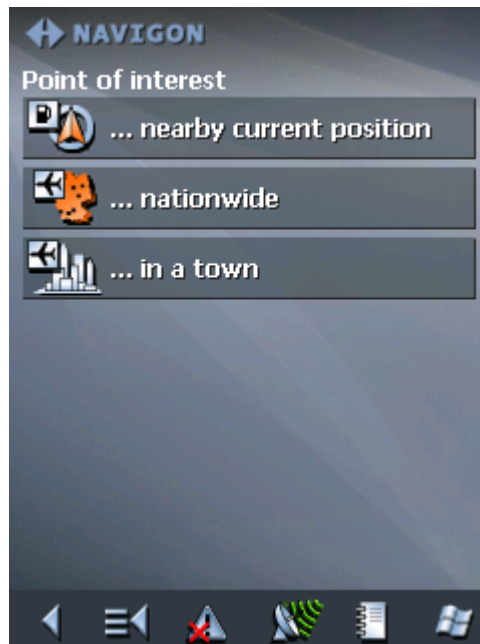 NAVIGON
Point of interest
... nearby current position
... nationwide
... in a town